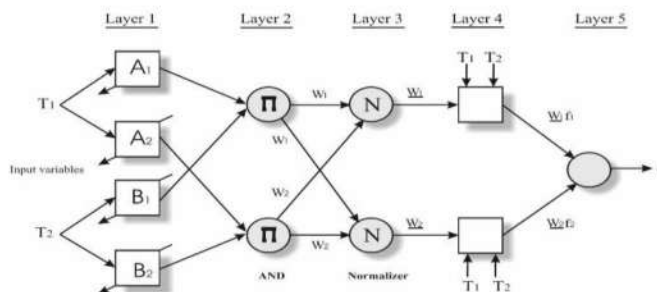 Layer 1 Layer 2 Layer 3 Layer 4 Layer 5
T1 T2
A1
Π W1 N W1
T1
W1 W1f1
A2
Input variables
B1
W2
W2f2
T2
Π W2 N W2
B2
AND Normalizer T1 T2